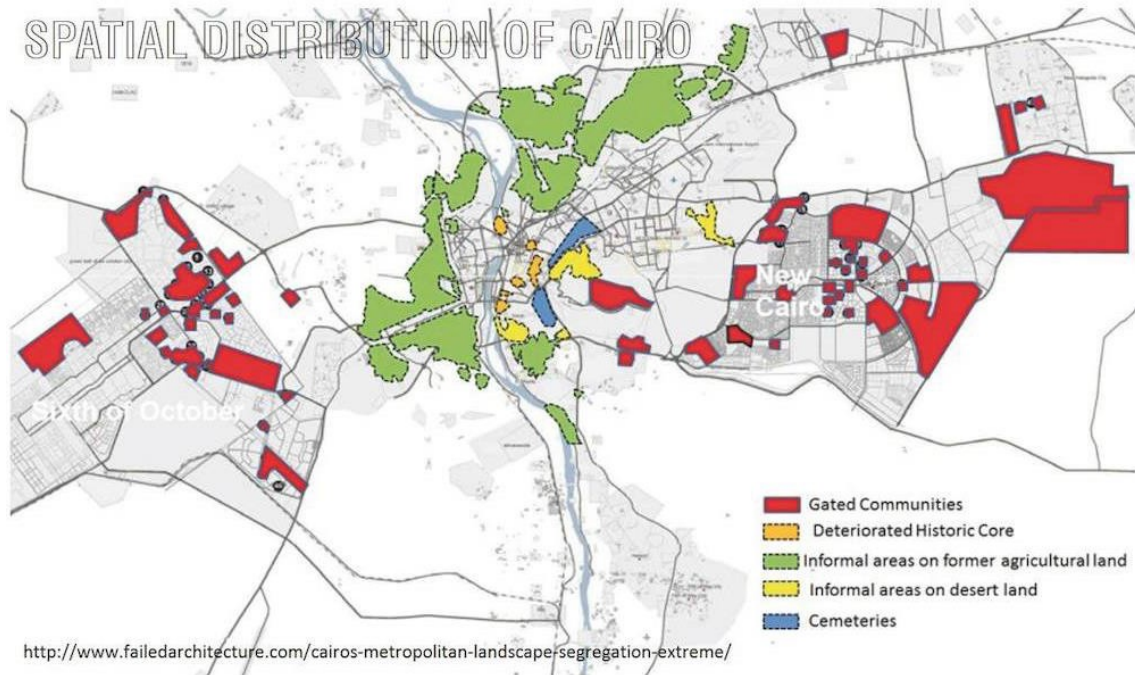 SPATIAL DISTRIBUTION OF CAIRO
New
Cairo
Sixth of October
Gated Communities
Deteriorated Historic Core
Informal areas on former agricultural land
Informal areas on desert land
Cemeteries
http://www.failedarchitecture.com/cairos-metropolitan-landscape-segregation-extreme/